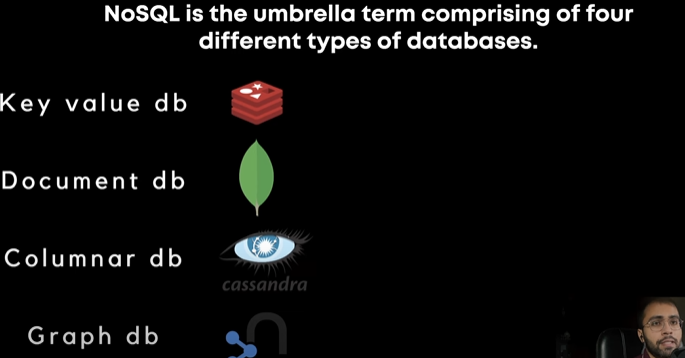 NoSQL is the umbrella term comprising of four
different types of databases.
Key value db
Document db
Columnar db
cassandra
Graph db